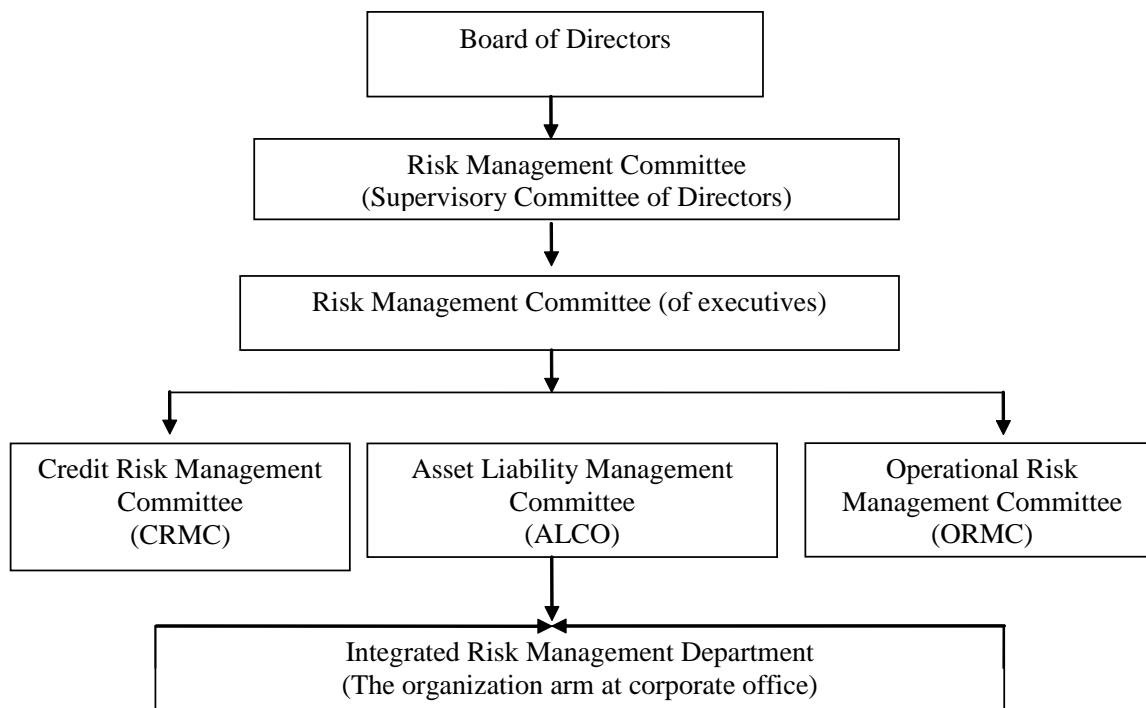 Board of Directors
Risk Management Committee
(Supervisory Committee of Directors)
Risk Management Committee (of executives)
Credit Risk Management
Committee
(CRMC)
Asset Liability Management
Committee
(ALCO)
Operational Risk
Management Committee
(ORMC)
Integrated Risk Management Department
(The organization arm at corporate office)